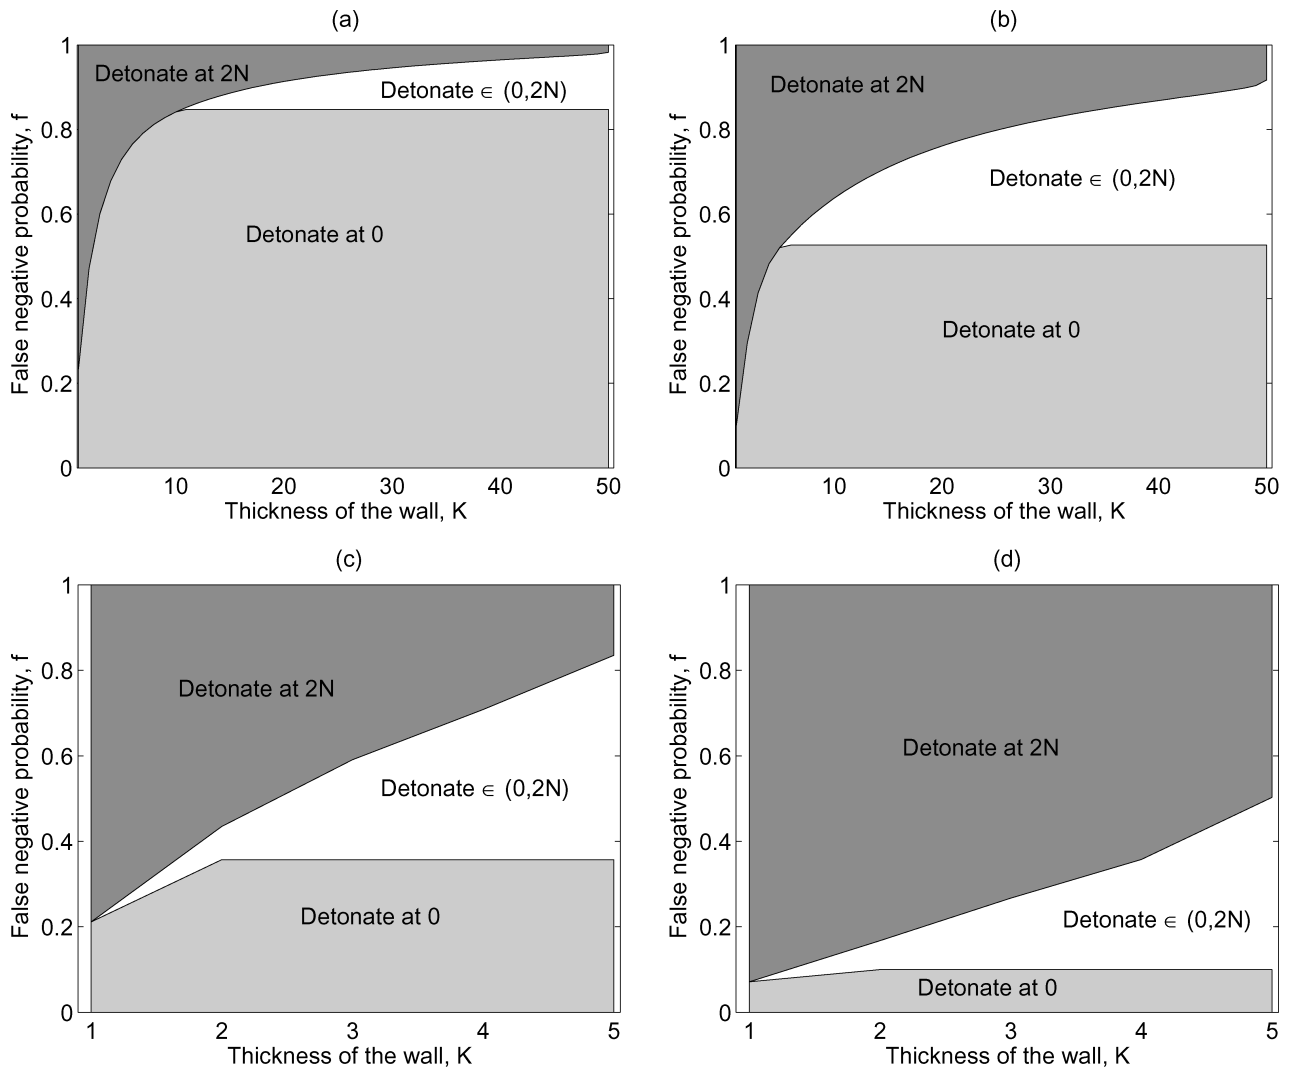 (a)
1
0.8
0.6
0.4
0.2
0
False negative probability, f
Detonate at 2N
Detonate ∈ (0,2N)
Detonate at 0
10 20 30 40 50
Thickness of the wall, K
(b)
1
0.8
0.6
0.4
0.2
0
False negative probability, f
Detonate at 2N
Detonate ∈ (0,2N)
Detonate at 0
10 20 30 40 50
Thickness of the wall, K
(c)
1
0.8
0.6
0.4
0.2
0
False negative probability, f
Detonate at 2N
Detonate ∈ (0,2N)
Detonate at 0
1 2 3 4 5
Thickness of the wall, K
(d)
1
0.8
0.6
0.4
0.2
0
False negative probability, f
Detonate at 2N
Detonate ∈ (0,2N)
Detonate at 0
1 2 3 4 5
Thickness of the wall, K